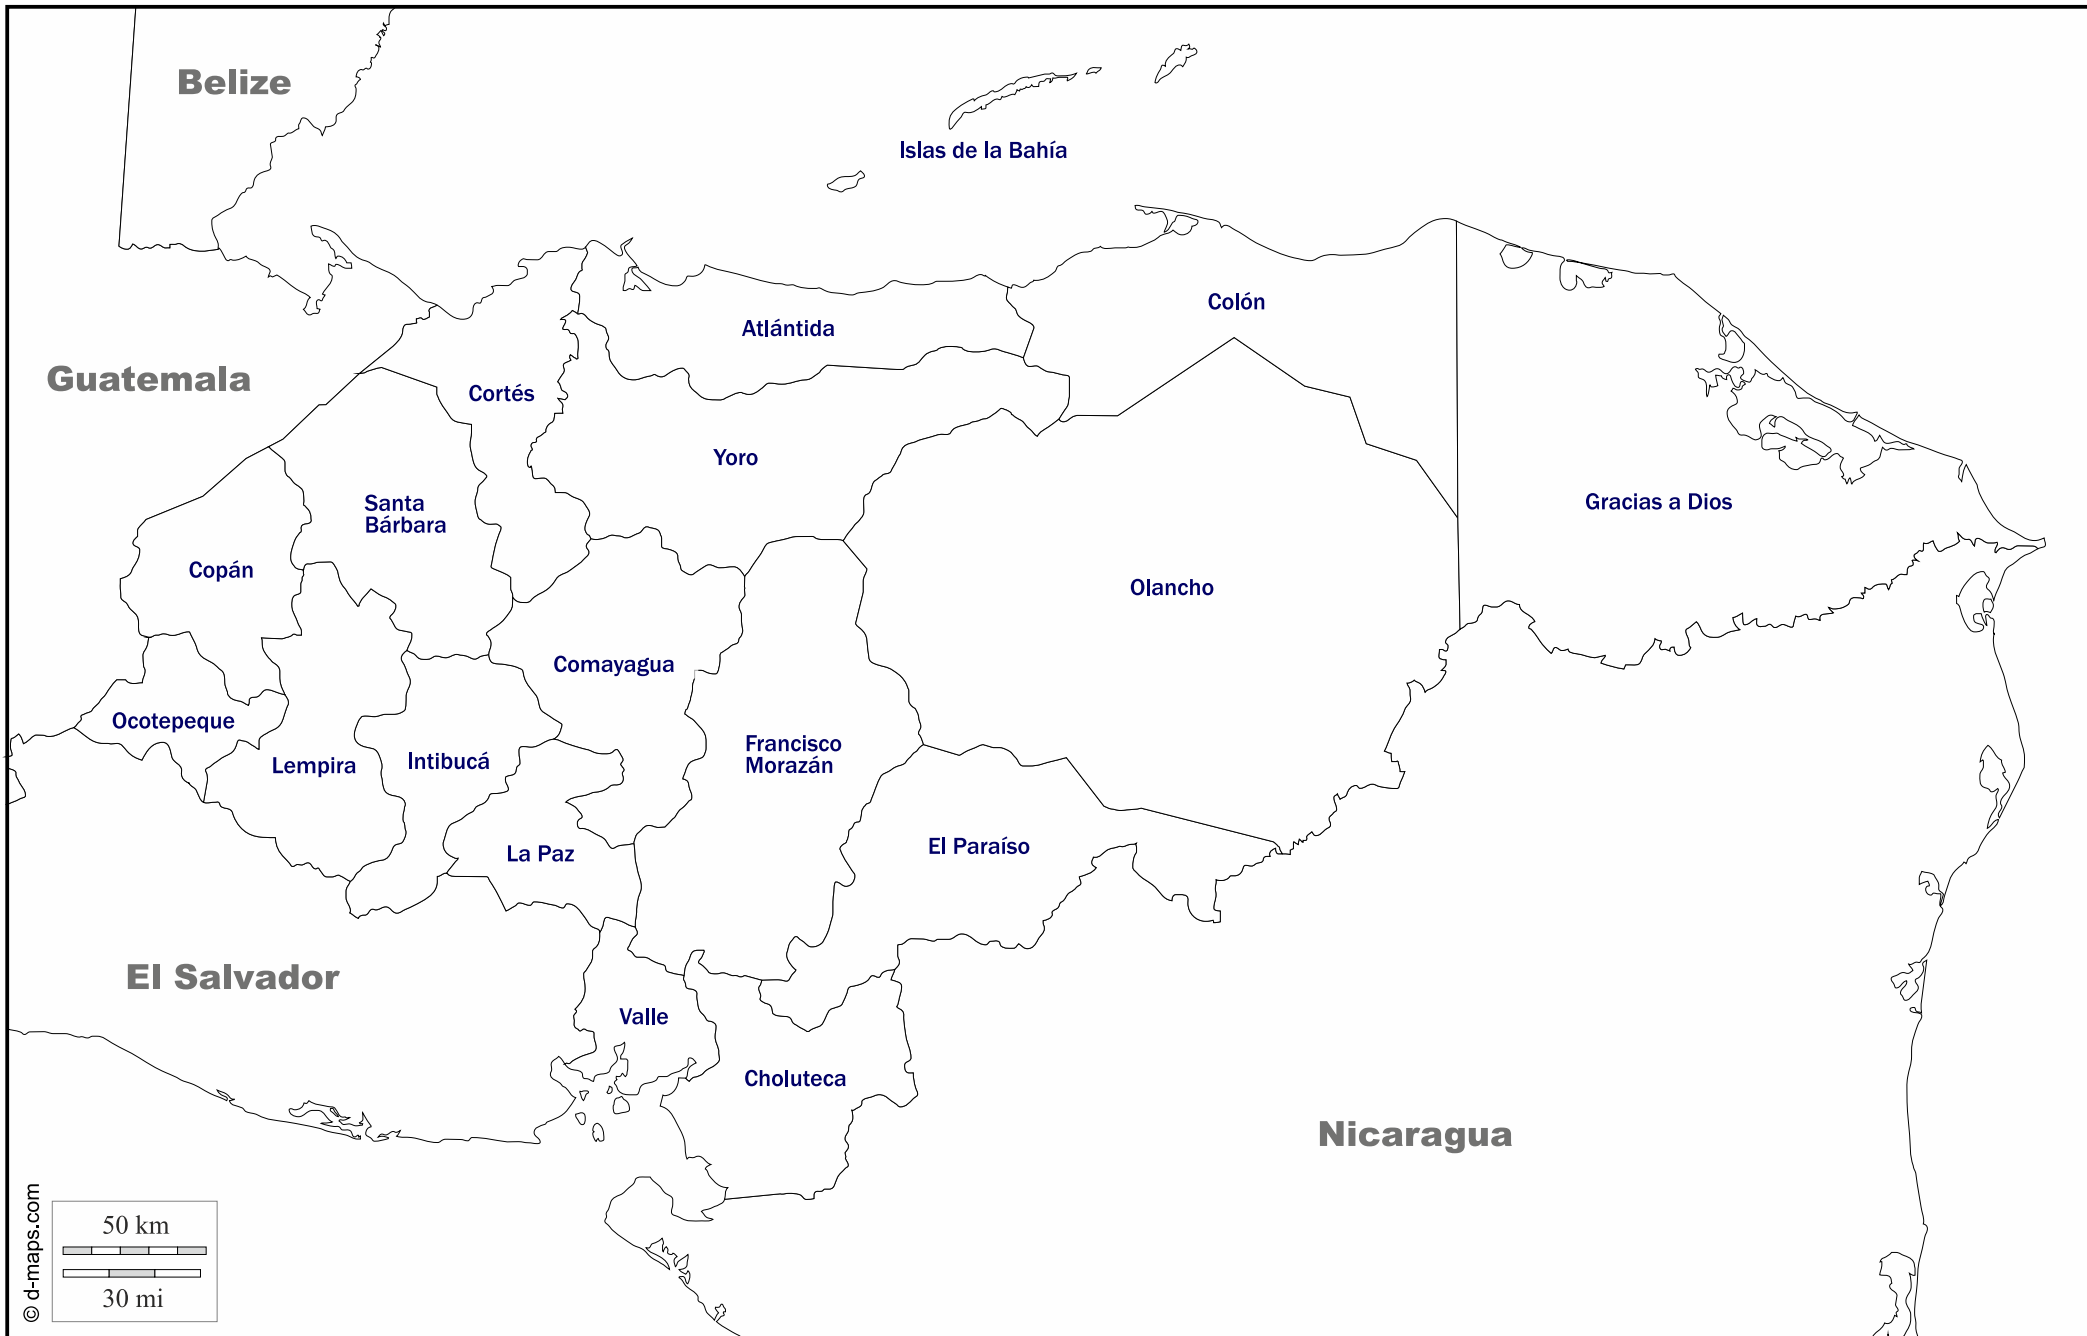 Belize
Islas de la Bahía
Colón
Atlántida
Guatemala
Cortés
Yoro
Gracias a Dios
Santa
Bárbara
Copán
Olancho
Comayagua
Ocotepeque
Francisco
Morazán
Intibucá
Lempira
El Paraíso
La Paz
El Salvador
Valle
Choluteca
Nicaragua
50 km
30 mi
© d-maps.com